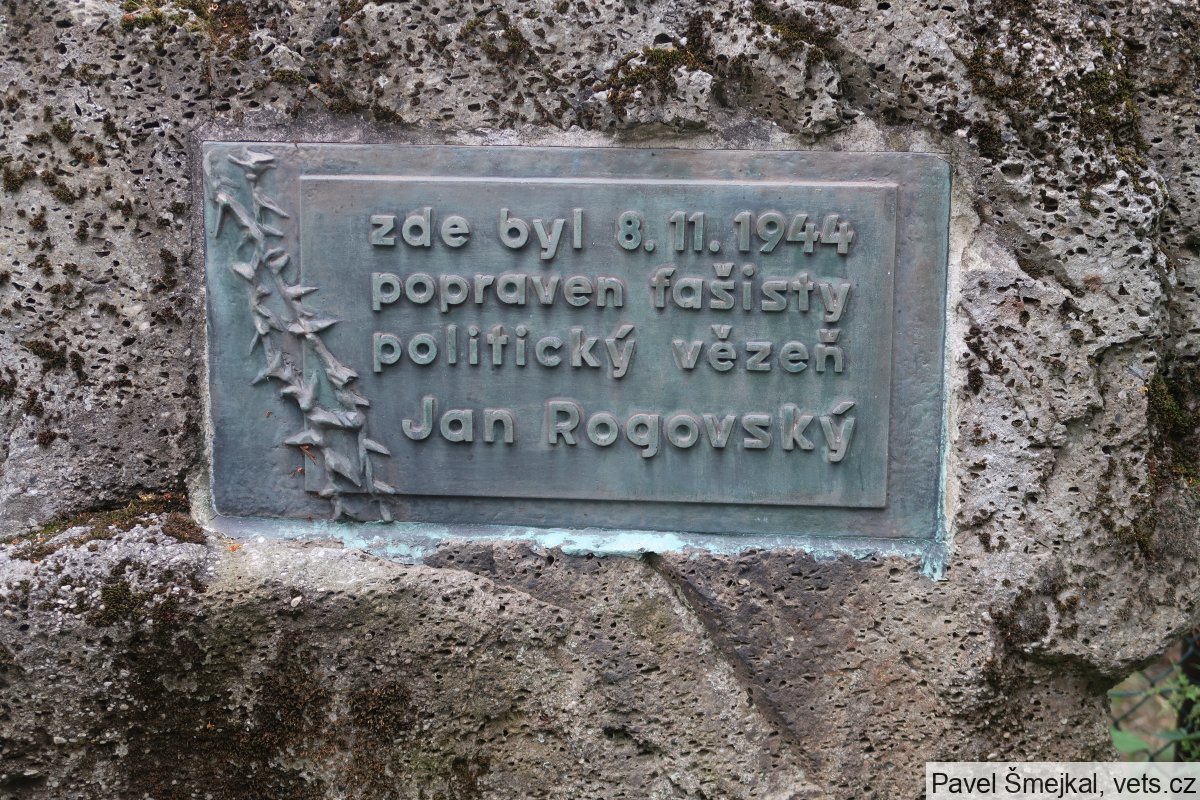 zde byl 8. 11. 1944
popraven fašisty
politický vězeň
Jan Rogovský
Pavel Šmejkal, vets.cz